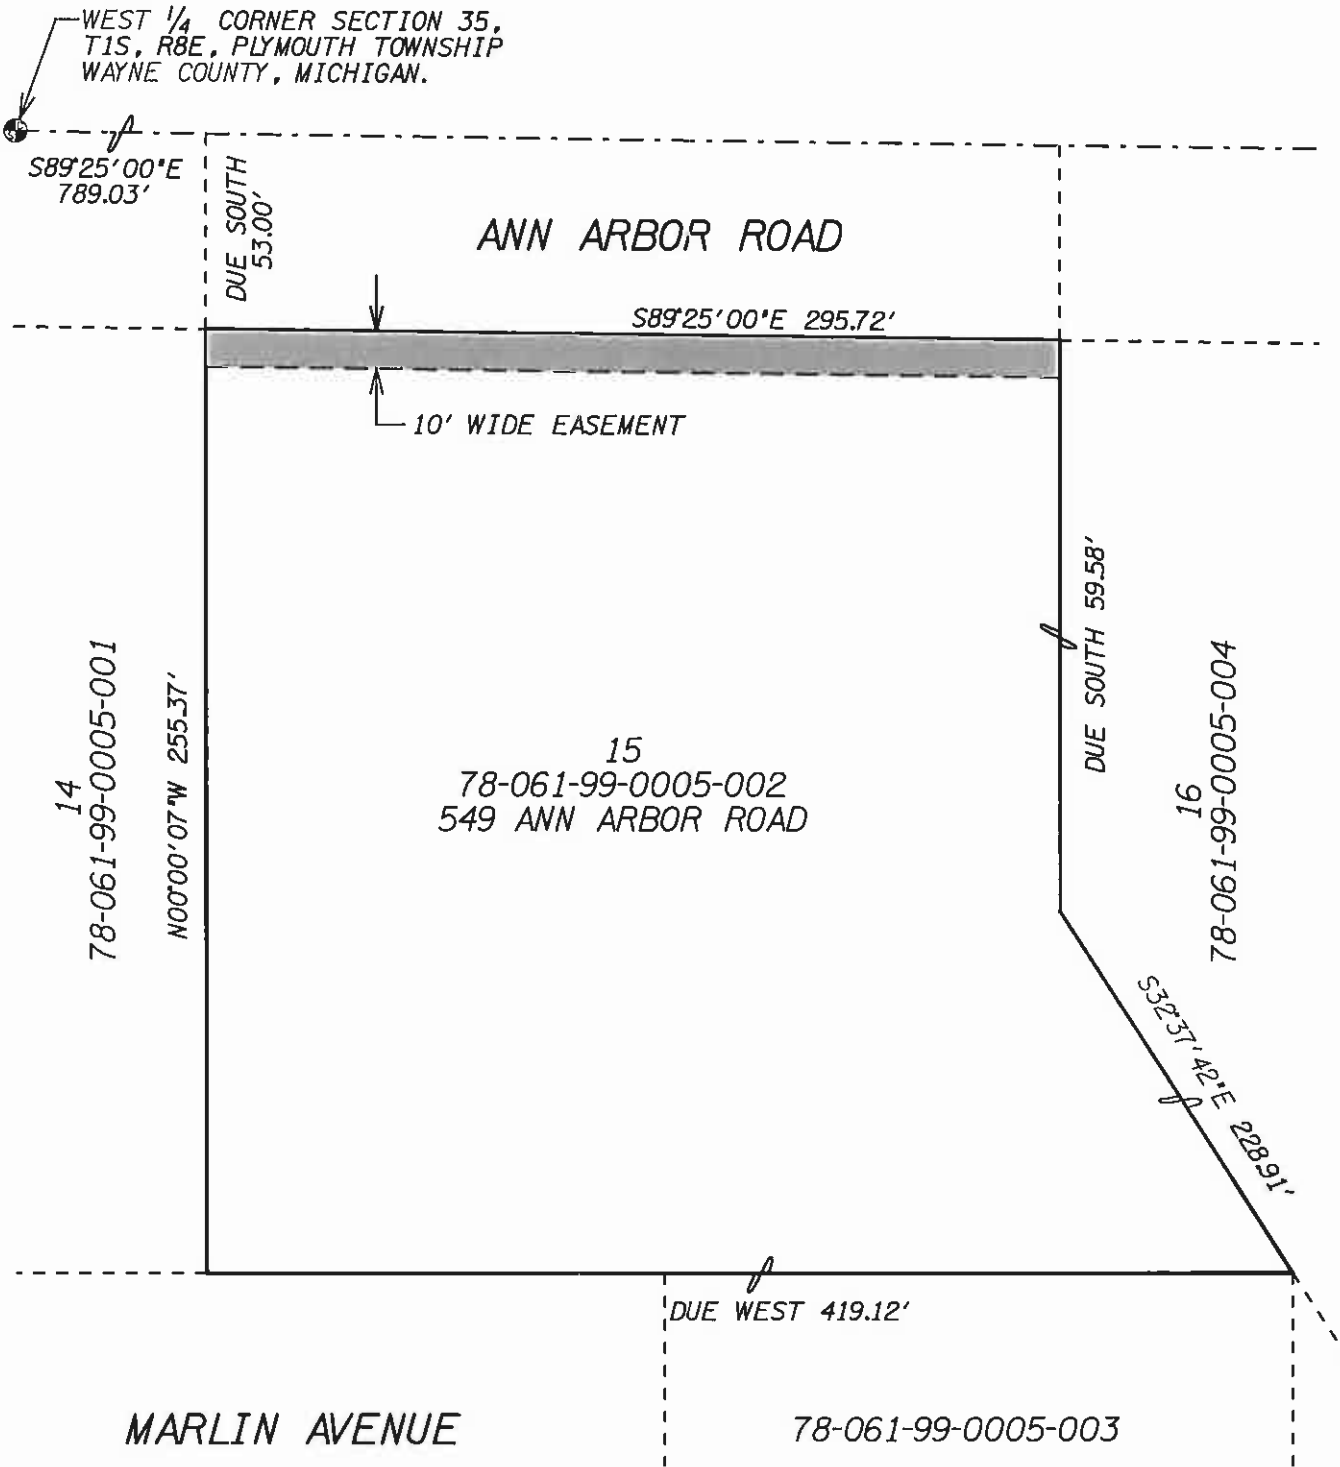 WEST 1/4 CORNER SECTION 35,
T1S, R8E, PLYMOUTH TOWNSHIP
WAYNE COUNTY, MICHIGAN.
S89°25'00"E
789.03'
DUE SOUTH
53.00'
ANN ARBOR ROAD
S89°25'00"E 295.72'
10' WIDE EASEMENT
DUE SOUTH 59.58'
14
78-061-99-0005-001
N00°00'07"W 255.37'
15
78-061-99-0005-002
549 ANN ARBOR ROAD
16
78-061-99-0005-004
S32°37'42"E 228.91'
DUE WEST 419.12'
MARLIN AVENUE
78-061-99-0005-003